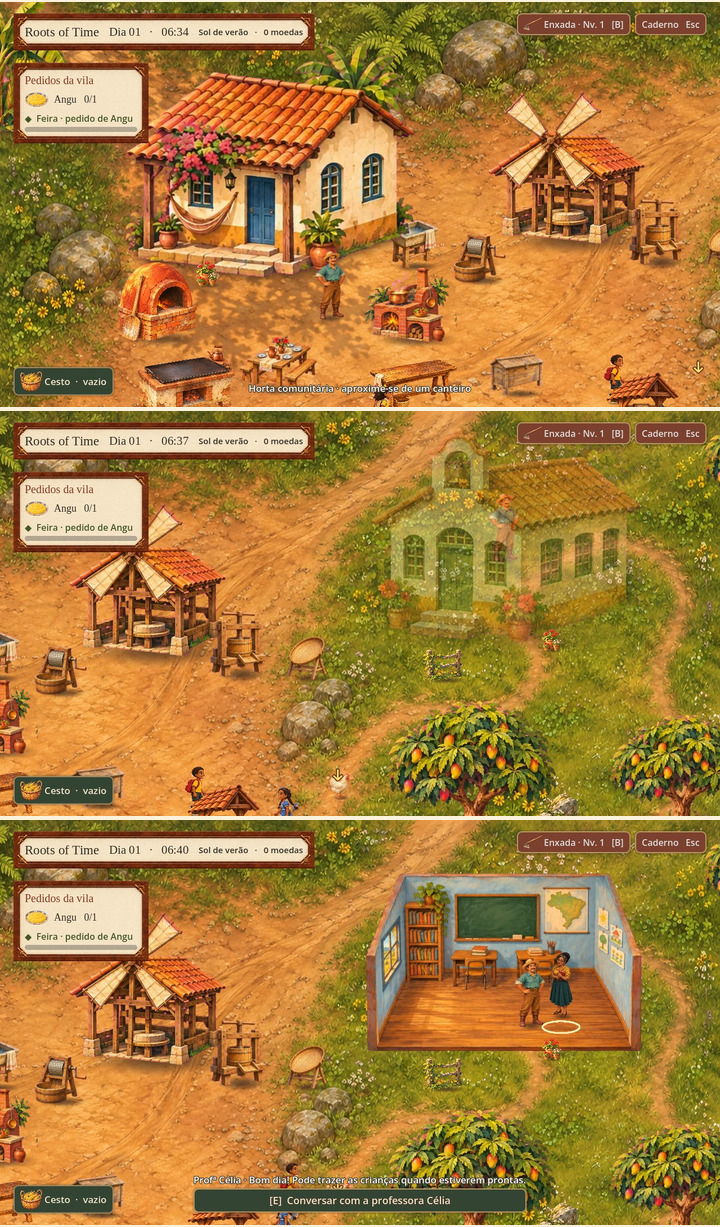 Roots of Time Dia 01 · 06:34 Sol de verão · 0 moedas
Enxada · Nv. 1 [B]
Caderno Esc
Pedidos da vila
Angu 0/1
◆ Feira · pedido de Angu
Cesto · vazio
Horta comunitária · aproxime-se de um canteiro
Roots of Time Dia 01 · 06:37 Sol de verão · 0 moedas
Enxada · Nv. 1 [B]
Caderno Esc
Pedidos da vila
Angu 0/1
◆ Feira · pedido de Angu
Cesto · vazio
Roots of Time Dia 01 · 06:40 Sol de verão · 0 moedas
Enxada · Nv. 1 [B]
Caderno Esc
Pedidos da vila
Angu 0/1
◆ Feira · pedido de Angu
Profª Célia · Bom dia! Pode trazer as crianças quando estiverem prontas.
Cesto · vazio
[E] Conversar com a professora Célia